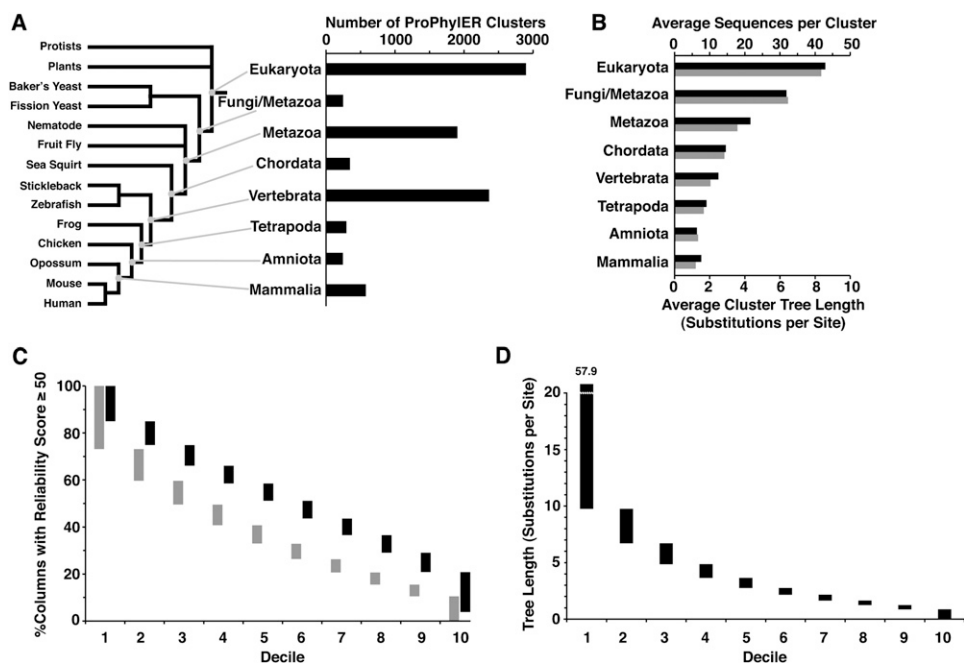 A
Number of ProPhylER Clusters
0 1000 2000 3000
Protists
Plants
Baker's Yeast
Fission Yeast
Nematode
Fruit Fly
Sea Squirt
Stickleback
Zebrafish
Frog
Chicken
Opossum
Mouse
Human
Eukaryota
Fungi/Metazoa
Metazoa
Chordata
Vertebrata
Tetrapoda
Amniota
Mammalia
B
Average Sequences per Cluster
0 10 20 30 40 50
Eukaryota
Fungi/Metazoa
Metazoa
Chordata
Vertebrata
Tetrapoda
Amniota
Mammalia
0 2 4 6 8 10
Average Cluster Tree Length
(Substitutions per Site)
C
%Columns with Reliability Score ≥ 50
100
80
60
40
20
0
1 2 3 4 5 6 7 8 9 10
Decile
D
57.9
Tree Length (Substitutions per Site)
20
15
10
5
0
1 2 3 4 5 6 7 8 9 10
Decile